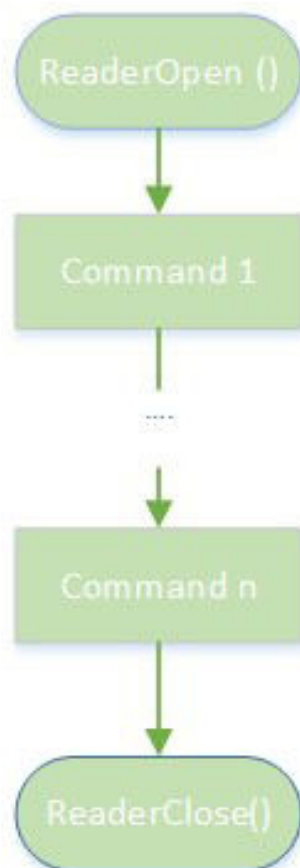 ReaderOpen ()
Command 1
....
Command n
ReaderClose()